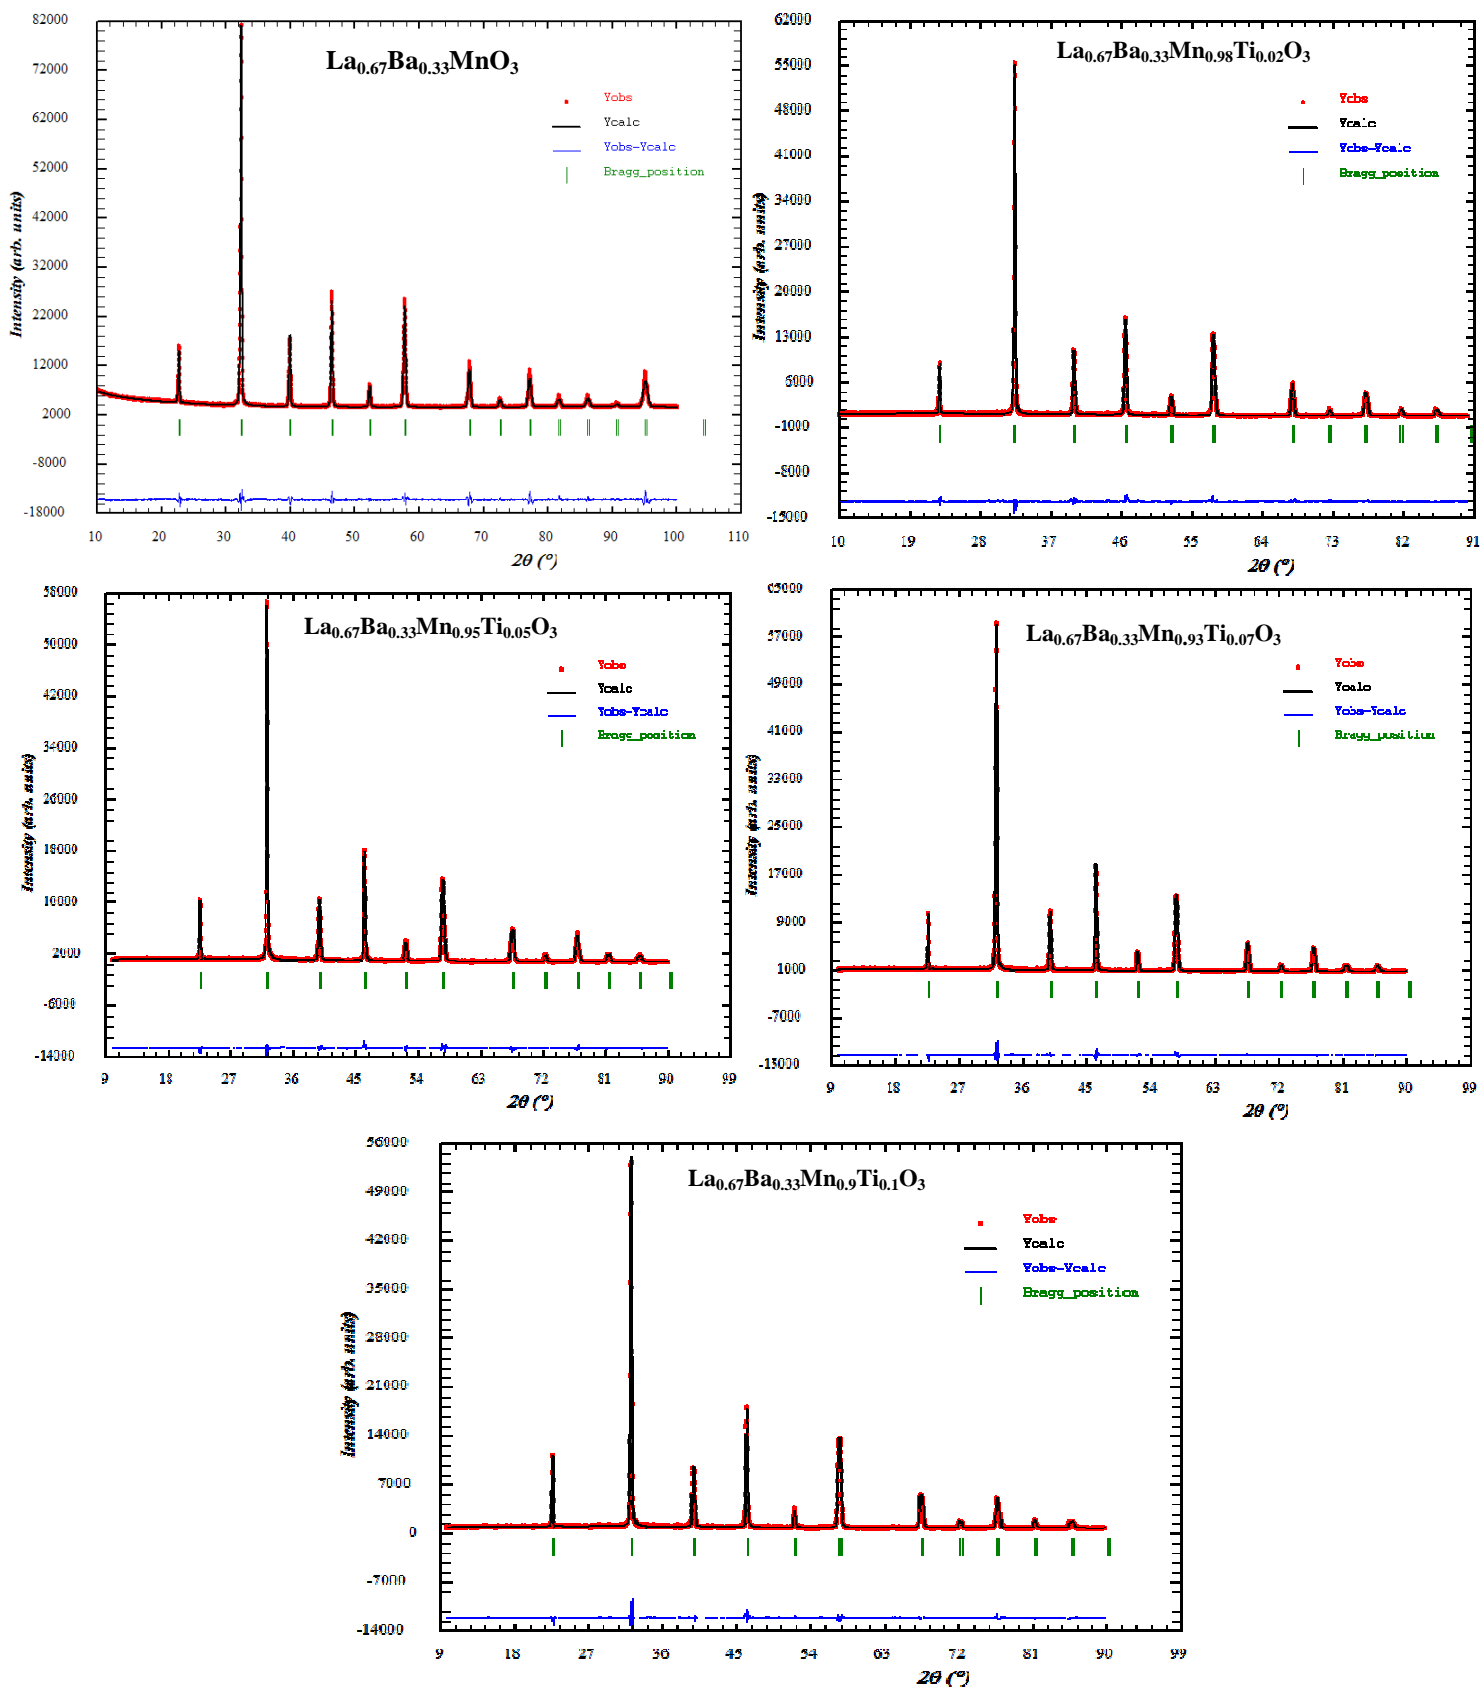 La0.67Ba0.33MnO3
Yobs
Ycalc
Yobs-Ycalc
Bragg_position
Intensity (arb. units)
82000
72000
62000
52000
42000
32000
22000
12000
2000
-8000
-18000
10 20 30 40 50 60 70 80 90 100 110
2θ (°)
La0.67Ba0.33Mn0.98Ti0.02O3
Yobs
Ycalc
Yobs-Ycalc
Bragg_position
Intensity (arb. units)
62000
55000
48000
41000
34000
27000
20000
13000
6000
-1000
-8000
-15000
10 19 28 37 46 55 64 73 82 91
2θ (°)
La0.67Ba0.33Mn0.95Ti0.05O3
Yobs
Ycalc
Yobs-Ycalc
Bragg_position
Intensity (arb. units)
58000
50000
42000
34000
26000
18000
10000
2000
-6000
-14000
9 18 27 36 45 54 63 72 81 90 99
2θ (°)
La0.67Ba0.33Mn0.93Ti0.07O3
Yobs
Ycalc
Yobs-Ycalc
Bragg_position
Intensity (arb. units)
65000
57000
49000
41000
33000
25000
17000
9000
1000
-7000
-15000
9 18 27 36 45 54 63 72 81 90 99
2θ (°)
La0.67Ba0.33Mn0.9Ti0.1O3
Yobs
Ycalc
Yobs-Ycalc
Bragg_position
Intensity (arb. units)
56000
49000
42000
35000
28000
21000
14000
7000
0
-7000
-14000
9 18 27 36 45 54 63 72 81 90 99
2θ (°)